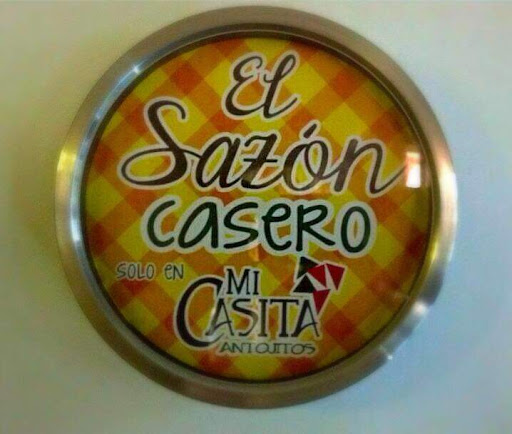 El
Sazón
casero
SOLO EN
MI
CASITA
ANTOJITOS